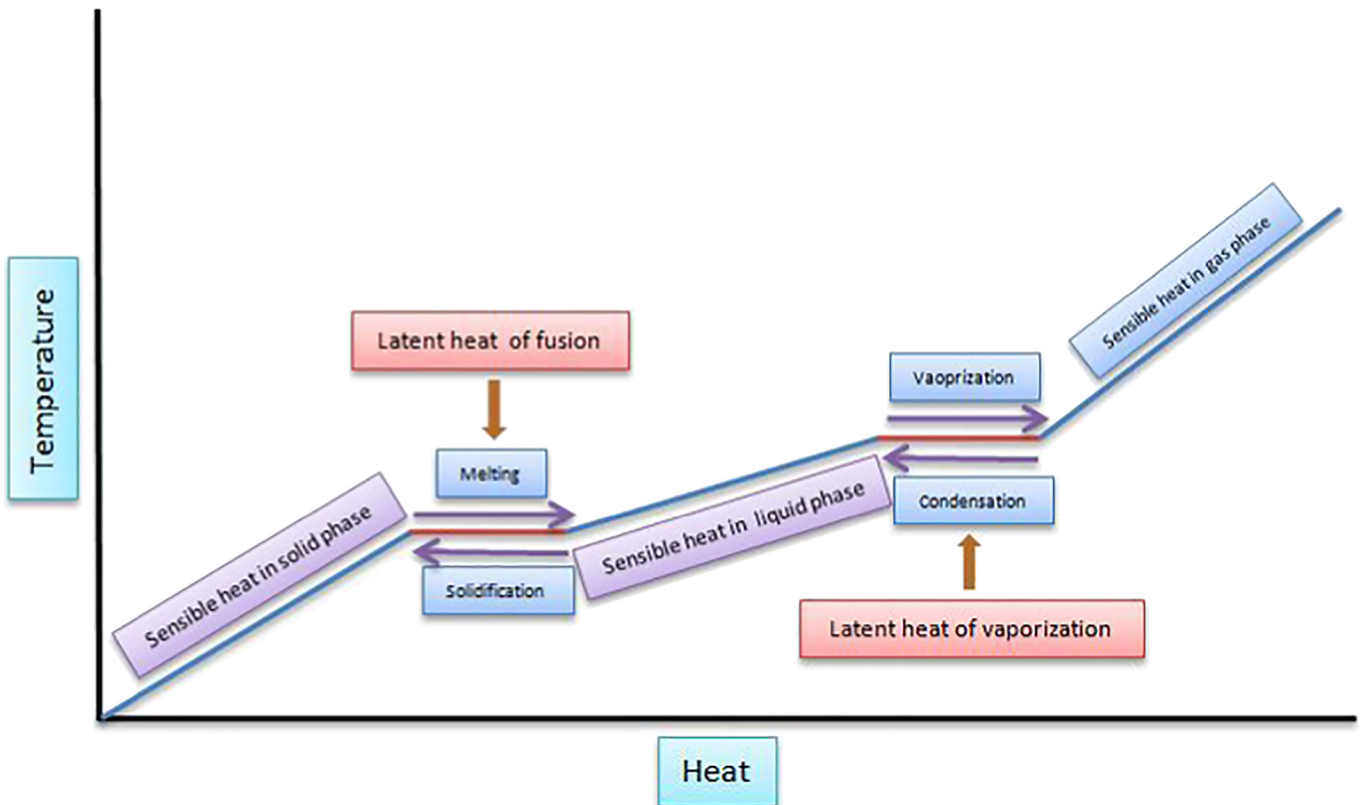 Temperature
Sensible heat in solid phase
Latent heat of fusion
Melting
Solidification
Sensible heat in liquid phase
Vaoprization
Condensation
Latent heat of vaporization
Sensible heat in gas phase
Heat